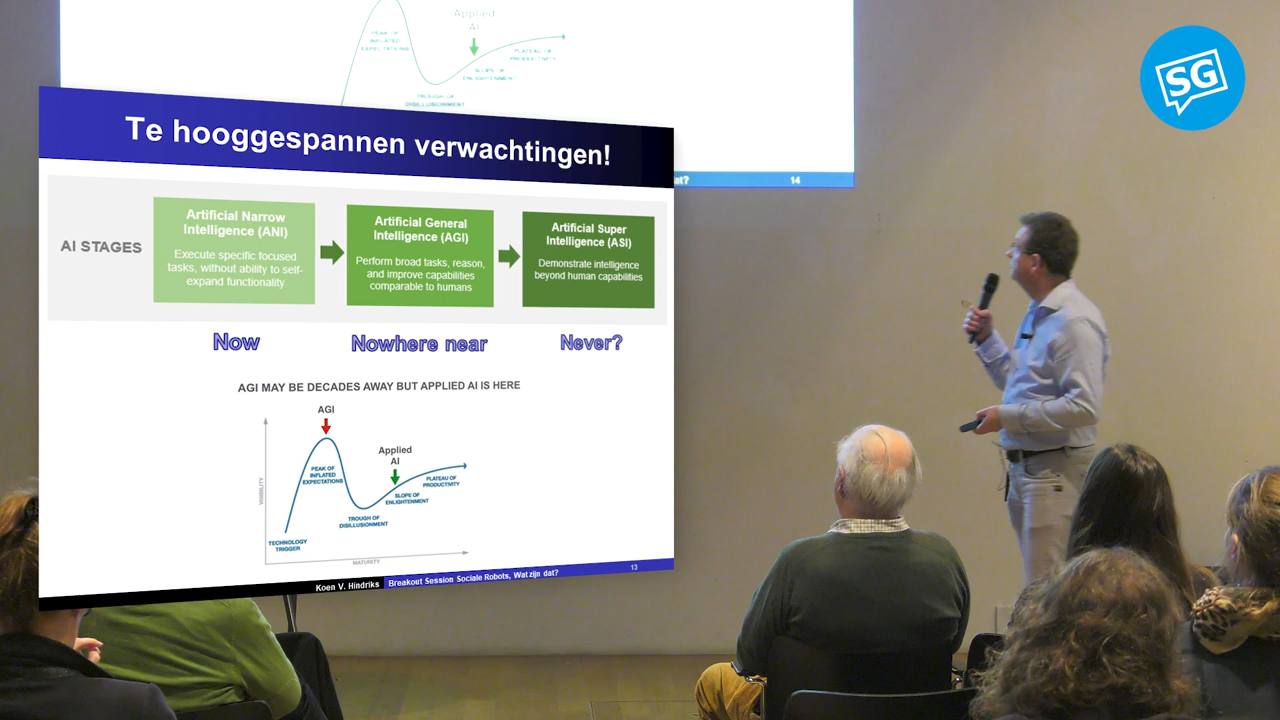 Applied
AI
PEAK OF
INFLATED
EXPECTATIONS
PLATEAU OF
PRODUCTIVITY
SLOPE OF
ENLIGHTENMENT
TROUGH OF
DISILLUSIONMENT
dat?
14
SG
Te hooggespannen verwachtingen!
AI STAGES
Artificial Narrow
Intelligence (ANI)
Execute specific focused
tasks, without ability to self-
expand functionality
Artificial General
Intelligence (AGI)
Perform broad tasks, reason,
and improve capabilities
comparable to humans
Artificial Super
Intelligence (ASI)
Demonstrate intelligence
beyond human capabilities
Now
Nowhere near
Never?
AGI MAY BE DECADES AWAY BUT APPLIED AI IS HERE
AGI
Applied
AI
VISIBILITY
PEAK OF
INFLATED
EXPECTATIONS
PLATEAU OF
PRODUCTIVITY
SLOPE OF
ENLIGHTENMENT
TROUGH OF
DISILLUSIONMENT
TECHNOLOGY
TRIGGER
MATURITY
Koen V. Hindriks Breakout Session Sociale Robots, Wat zijn dat? 13